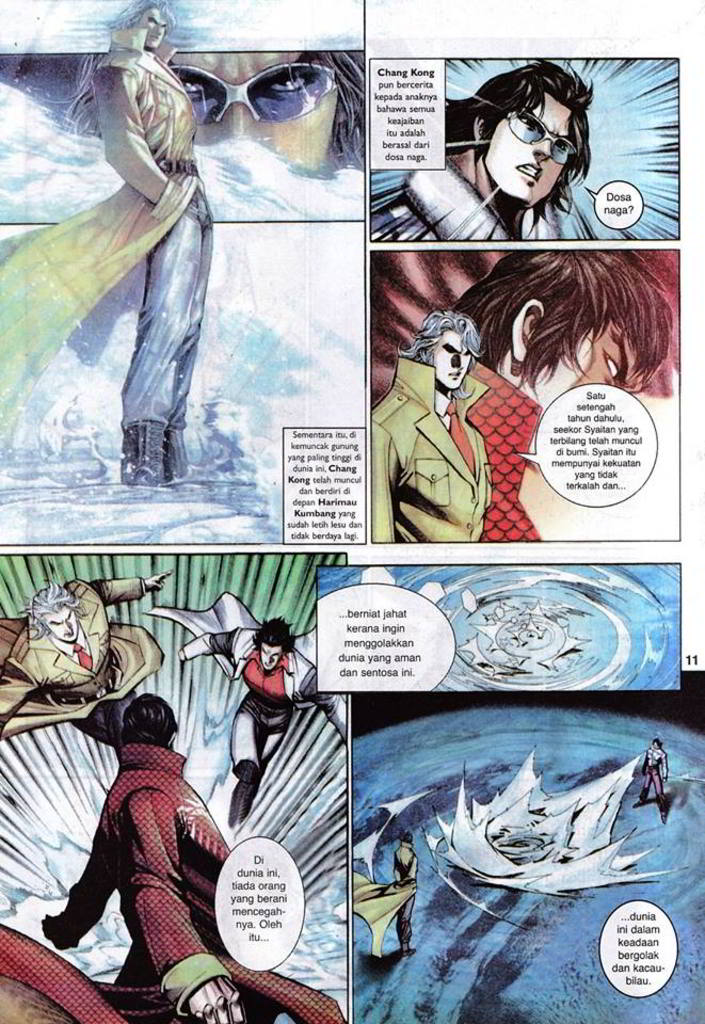 Sementara itu, di
kemuncak gunung
yang paling tinggi di
dunia ini, Chang
Kong telah muncul
dan berdiri di
depan Harimau
Kumbang yang
sudah letih lesu dan
tidak berdaya lagi.
Chang Kong
pun bercerita
kepada anaknya
bahawa semua
keajaiban
itu adalah
berasal dari
dosa naga.
Dosa
naga?
Satu
setengah
tahun dahulu,
seekor Syaitan yang
terbilang telah muncul
di bumi. Syaitan itu
mempunyai kekuatan
yang tidak
terkalah dan...
...berniat jahat
kerana ingin
menggolakkan
dunia yang aman
dan sentosa ini.
11
Di
dunia ini,
tiada orang
yang berani
mencegah-
nya. Oleh
itu...
...dunia
ini dalam
keadaan
bergolak
dan kacau-
bilau.